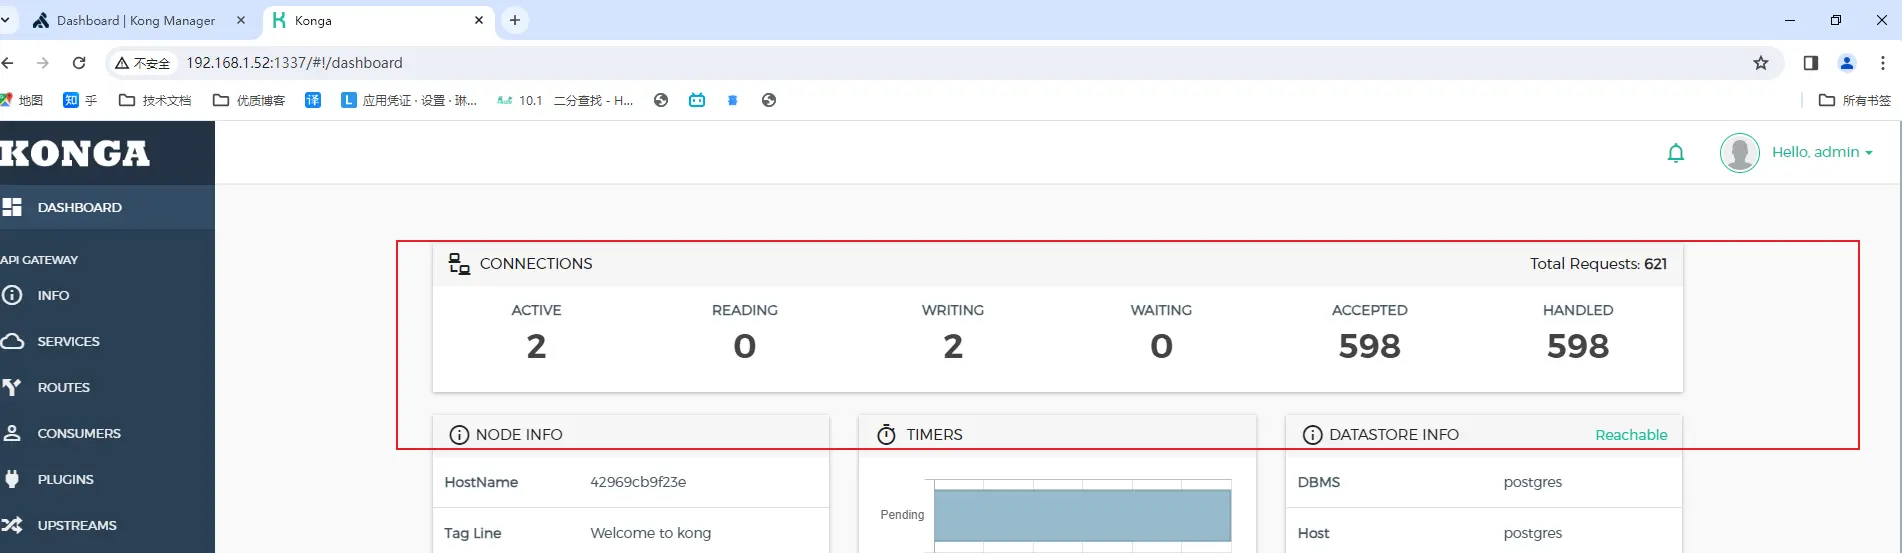 Dashboard | Kong Manager
Konga
不安全
192.168.1.52:1337/#!/dashboard
地图
知 乎
技术文档
优质博客
译
L 应用凭证 · 设置 · 琳...
10.1 二分查找 - H...
所有书签
KONGA
Hello, admin
DASHBOARD
API GATEWAY
INFO
SERVICES
ROUTES
CONSUMERS
PLUGINS
UPSTREAMS
CONNECTIONS
Total Requests: 621
ACTIVE READING WRITING WAITING ACCEPTED HANDLED
2 0 2 0 598 598
NODE INFO
HostName 42969cb9f23e
Tag Line Welcome to kong
TIMERS
Pending
DATASTORE INFO Reachable
DBMS postgres
Host postgres